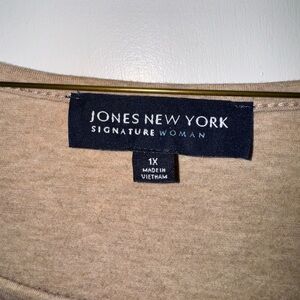 JONES NEW YORK
SIGNATURE WOMAN
1X
MADE IN
VIETNAM